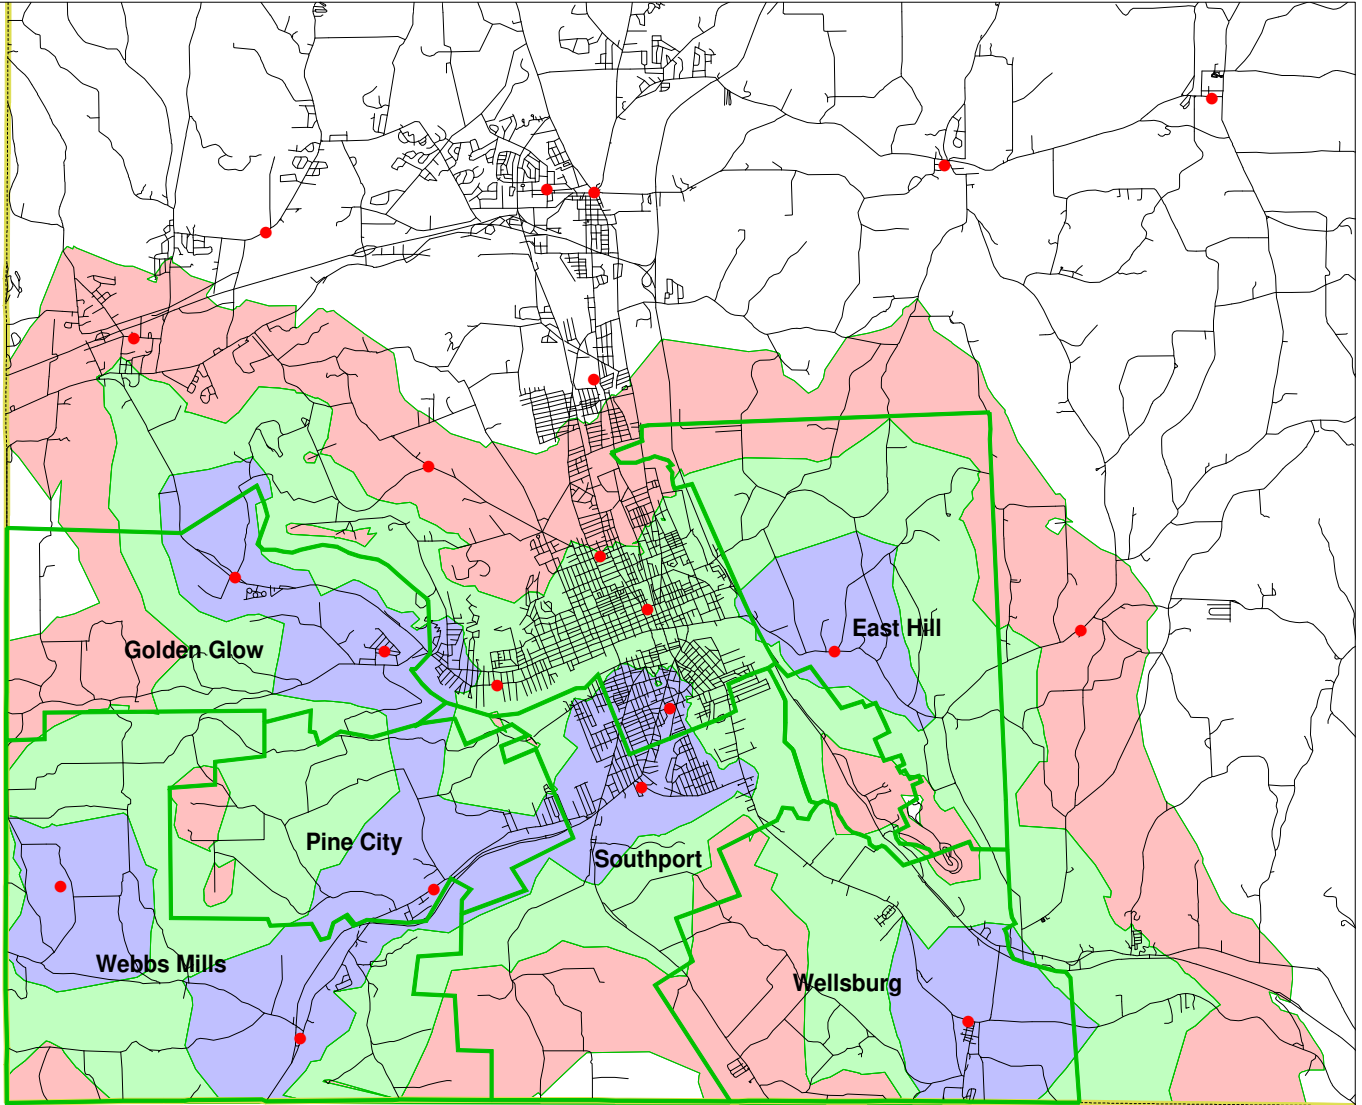 East Hill
Golden Glow
Pine City
Southport
Webbs Mills
Wellsburg